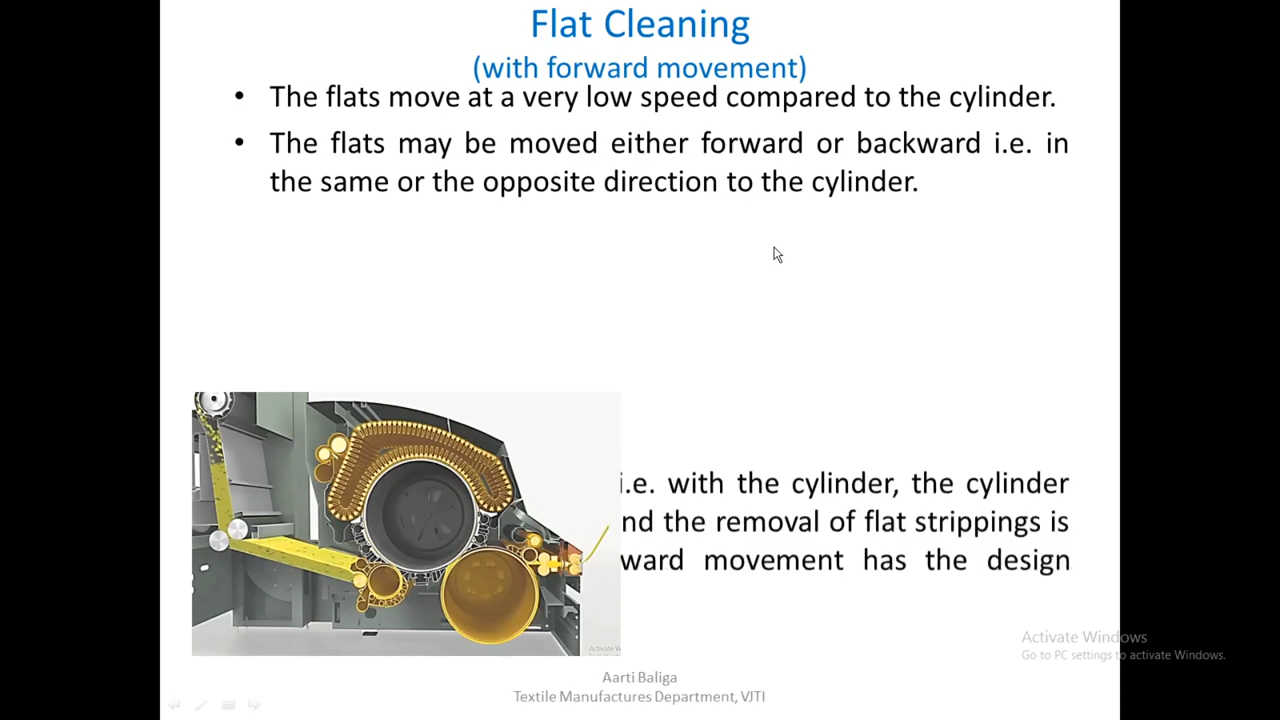 Flat Cleaning
(with forward movement)
• The flats move at a very low speed compared to the cylinder.
• The flats may be moved either forward or backward i.e. in
the same or the opposite direction to the cylinder.
i.e. with the cylinder, the cylinder
nd the removal of flat strippings is
ward movement has the design
Activate Windows
Go to PC settings to activate Windows.
Aarti Baliga
Textile Manufactures Department, VJTI